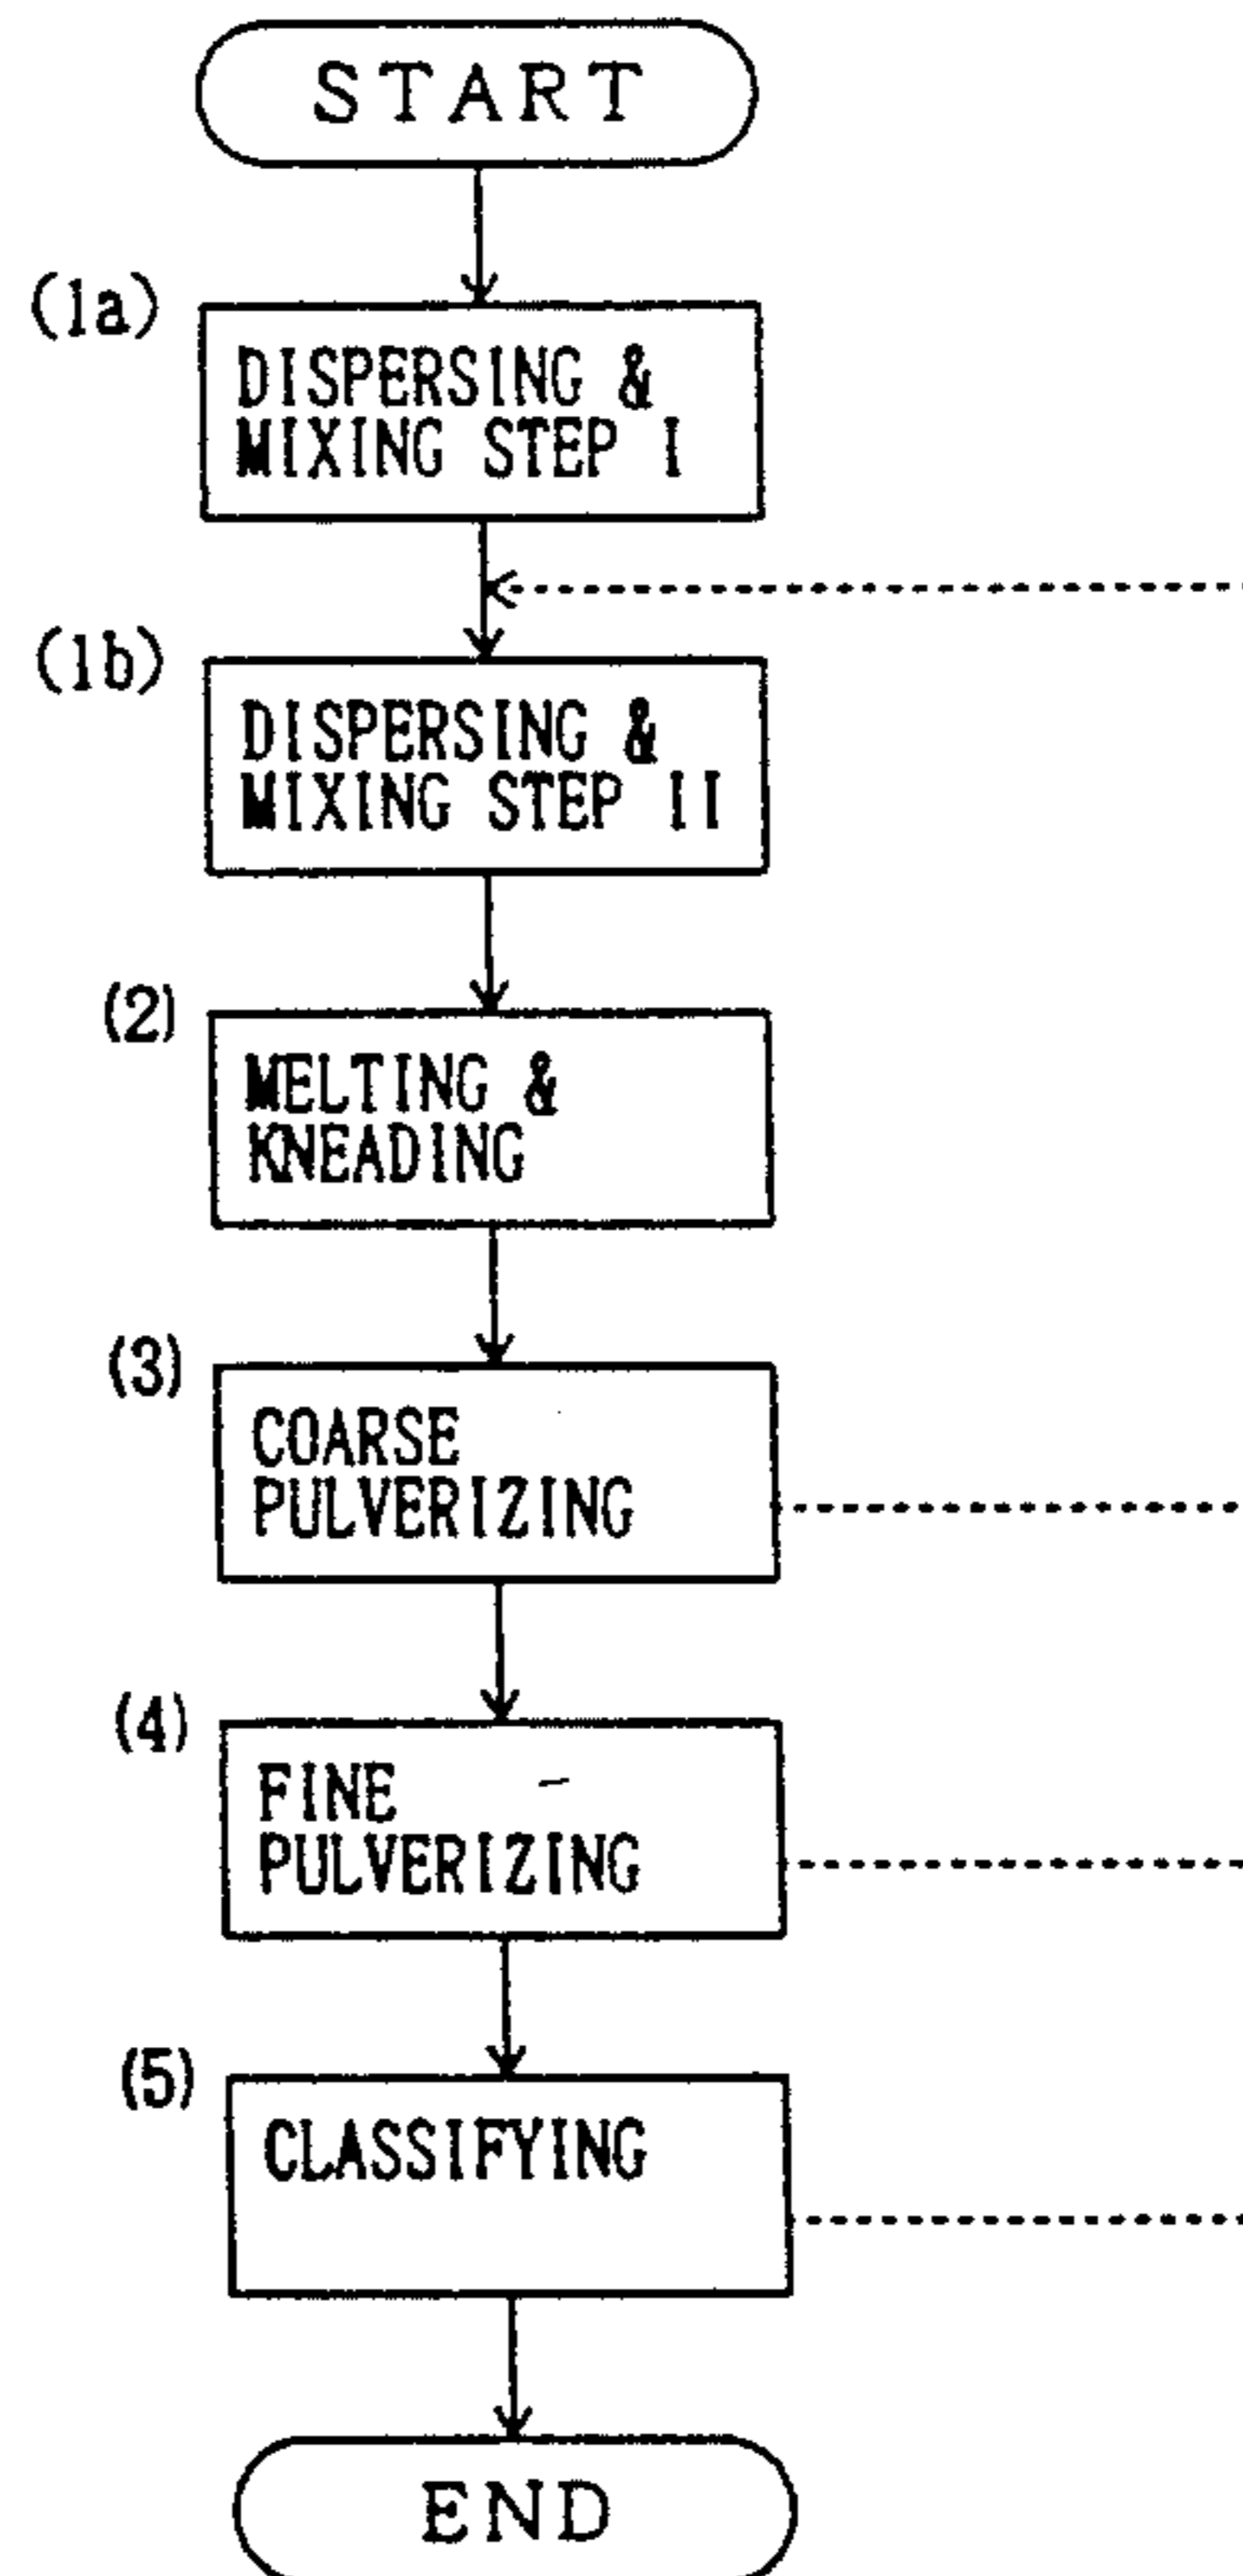 START
(1a)
DISPERSING &
MIXING STEP I
(1b)
DISPERSING &
MIXING STEP II
(2)
MELTING &
KNEADING
(3)
COARSE
PULVERIZING
(4)
FINE
PULVERIZING
(5)
CLASSIFYING
END